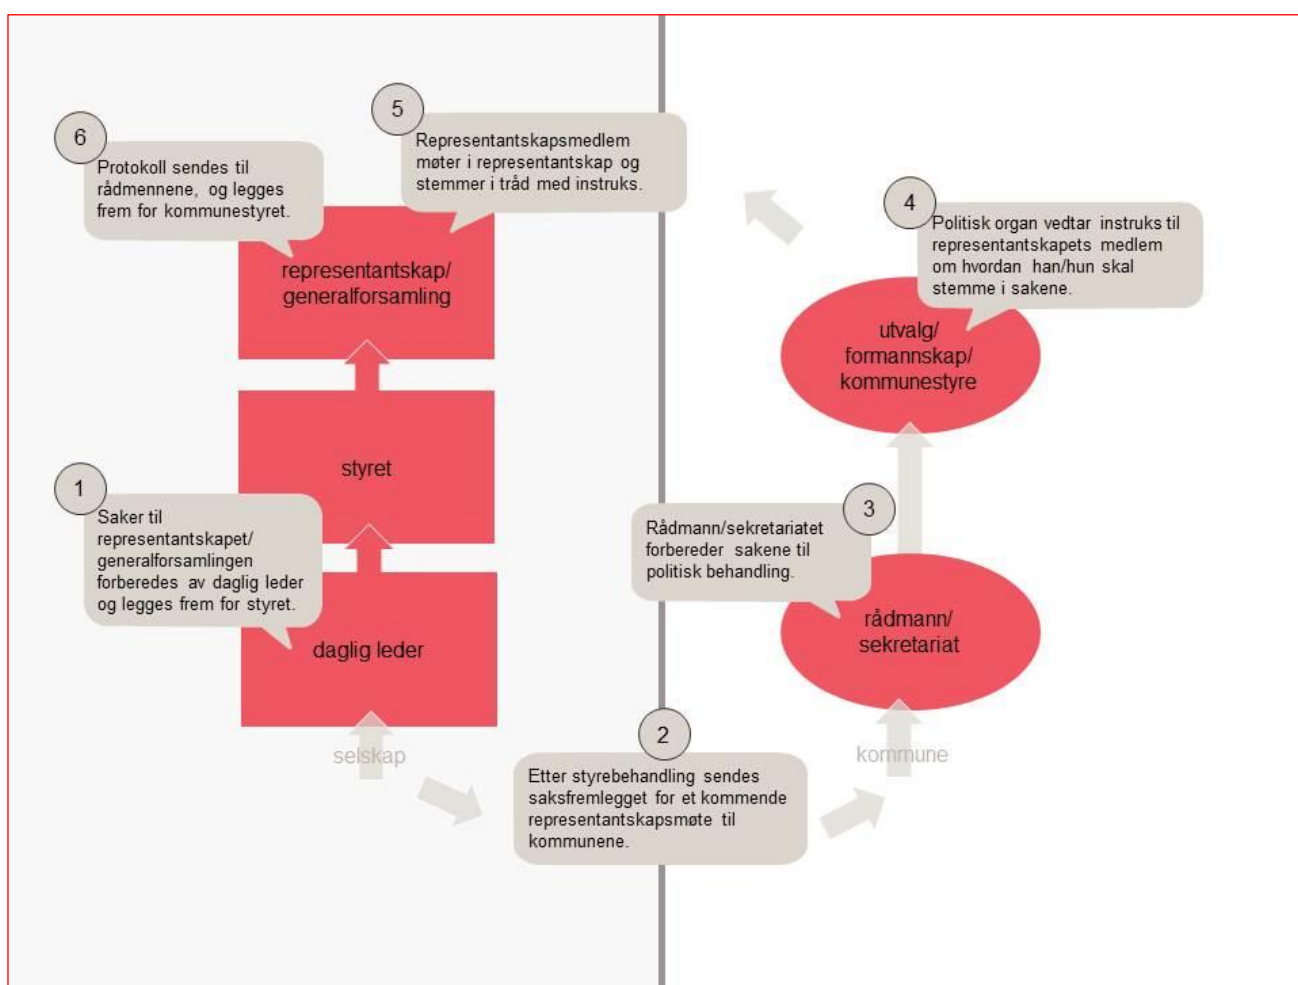 6
Protokoll sendes til
rådmennene, og legges
frem for kommunestyret.
5
Representantskapsmedlem
møter i representantskap og
stemmer i tråd med instruks.
4
Politisk organ vedtar instruks til
representantskapets medlem
om hvordan han/hun skal
stemme i sakene.
representantskap/
generalforsamling
utvalg/
formannskap/
kommunestyre
styret
1
Saker til
representantskapet/
generalforsamlingen
forberedes av daglig leder
og legges frem for styret.
3
Rådmann/sekretariatet
forbereder sakene til
politisk behandling.
daglig leder
rådmann/
sekretariat
selskap
kommune
2
Etter styrebehandling sendes
saksfremlegget for et kommende
representantskapsmøte til
kommunene.